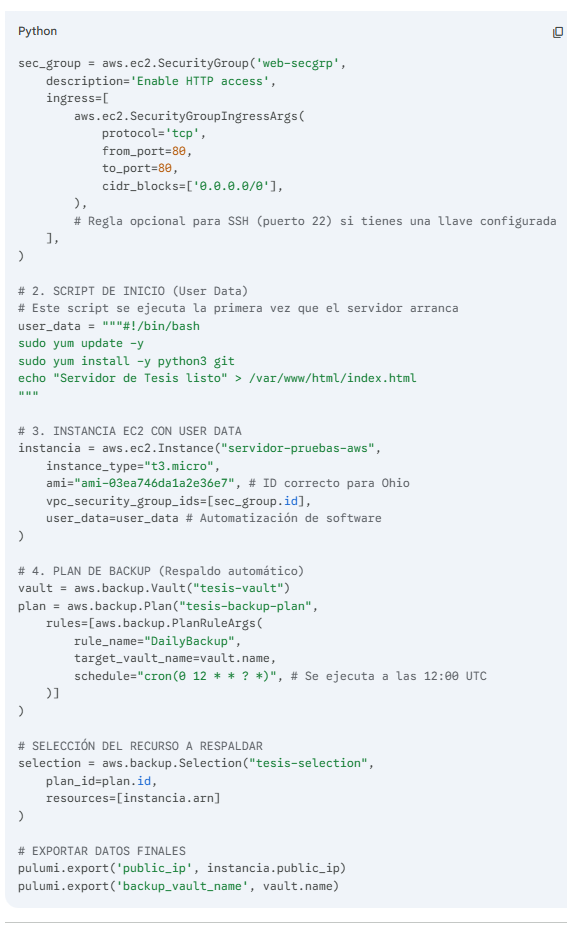 Python
sec_group = aws.ec2.SecurityGroup('web-secgrp',
    description='Enable HTTP access',
    ingress=[
        aws.ec2.SecurityGroupIngressArgs(
            protocol='tcp',
            from_port=80,
            to_port=80,
            cidr_blocks=['0.0.0.0/0'],
        ),
        # Regla opcional para SSH (puerto 22) si tienes una llave configurada
    ],
)

# 2. SCRIPT DE INICIO (User Data)
# Este script se ejecuta la primera vez que el servidor arranca
user_data = """#!/bin/bash
sudo yum update -y
sudo yum install -y python3 git
echo "Servidor de Tesis listo" > /var/www/html/index.html
"""

# 3. INSTANCIA EC2 CON USER DATA
instancia = aws.ec2.Instance("servidor-pruebas-aws",
    instance_type="t3.micro",
    ami="ami-03ea746da1a2e36e7", # ID correcto para Ohio
    vpc_security_group_ids=[sec_group.id],
    user_data=user_data # Automatización de software
)

# 4. PLAN DE BACKUP (Respaldo automático)
vault = aws.backup.Vault("tesis-vault")
plan = aws.backup.Plan("tesis-backup-plan",
    rules=[aws.backup.PlanRuleArgs(
        rule_name="DailyBackup",
        target_vault_name=vault.name,
        schedule="cron(0 12 * * ? *)", # Se ejecuta a las 12:00 UTC
    )]
)

# SELECCIÓN DEL RECURSO A RESPALDAR
selection = aws.backup.Selection("tesis-selection",
    plan_id=plan.id,
    resources=[instancia.arn]
)

# EXPORTAR DATOS FINALES
pulumi.export('public_ip', instancia.public_ip)
pulumi.export('backup_vault_name', vault.name)